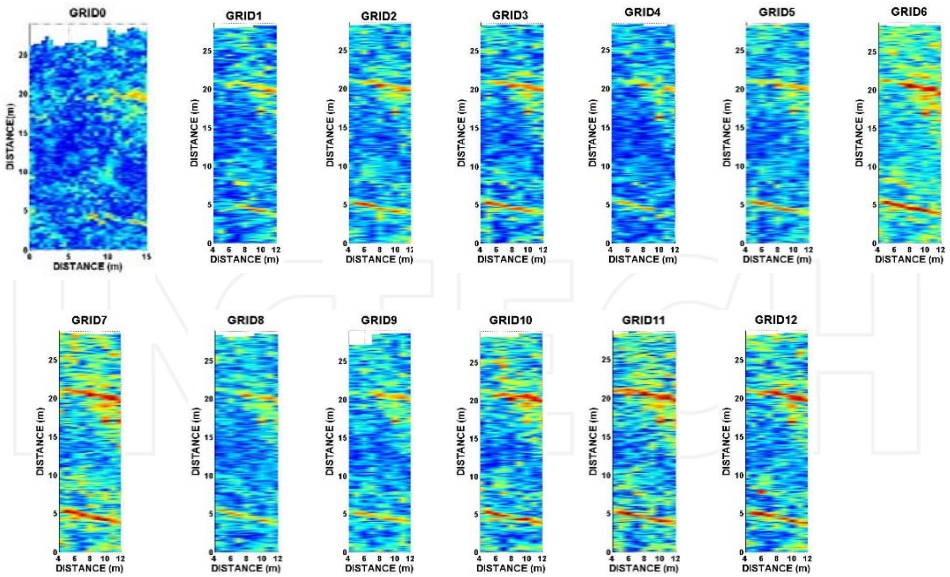 GRID0
GRID1
GRID2
GRID3
GRID4
GRID5
GRID6
DISTANCE(m)
25
20
15
10
5
0
0 5 10 15
DISTANCE (m)
DISTANCE (m)
25
20
15
10
5
0
4 6 8 10 12
DISTANCE (m)
DISTANCE (m)
25
20
15
10
5
0
4 6 8 10 12
DISTANCE (m)
DISTANCE (m)
25
20
15
10
5
0
4 6 8 10 12
DISTANCE (m)
DISTANCE (m)
25
20
15
10
5
0
4 6 8 10 12
DISTANCE (m)
DISTANCE (m)
25
20
15
10
5
0
4 6 8 10 12
DISTANCE (m)
DISTANCE (m)
25
20
15
10
5
0
4 6 8 10 12
DISTANCE (m)
GRID7
GRID8
GRID9
GRID10
GRID11
GRID12
DISTANCE (m)
25
20
15
10
5
0
4 6 8 10 12
DISTANCE (m)
DISTANCE (m)
25
20
15
10
5
0
4 6 8 10 12
DISTANCE (m)
DISTANCE (m)
25
20
15
10
5
0
4 6 8 10 12
DISTANCE (m)
DISTANCE (m)
25
20
15
10
5
0
4 6 8 10 12
DISTANCE (m)
DISTANCE (m)
25
20
15
10
5
0
4 6 8 10 12
DISTANCE (m)
DISTANCE (m)
25
20
15
10
5
0
4 6 8 10 12
DISTANCE (m)
INTECH